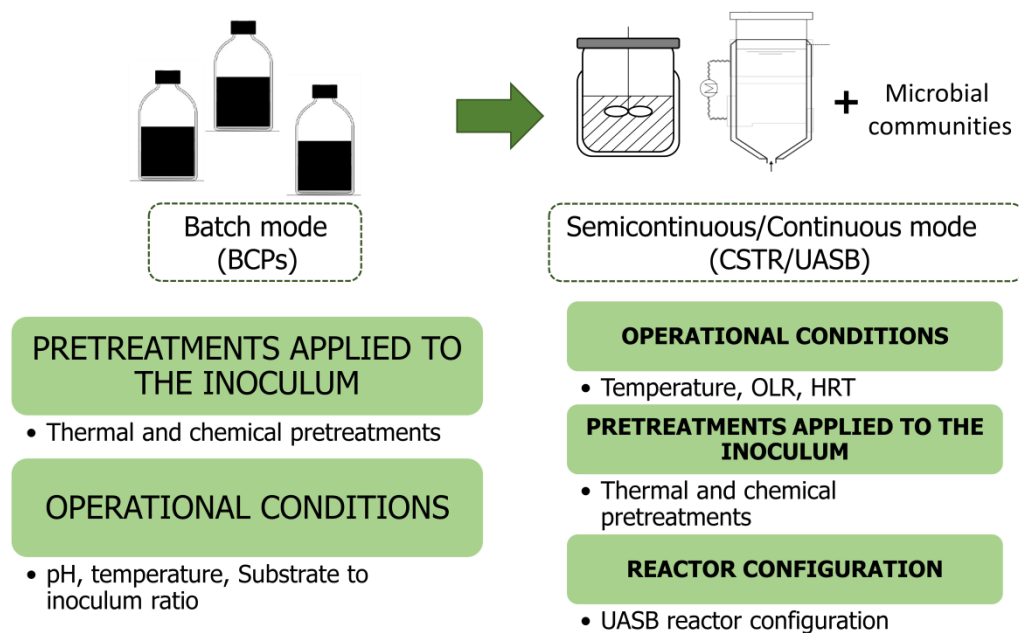 +
Microbial
communities
Batch mode
(BCPs)
PRETREATMENTS APPLIED TO
THE INOCULUM
• Thermal and chemical pretreatments
OPERATIONAL CONDITIONS
• pH, temperature, Substrate to
inoculum ratio
M
Semicontinuous/Continuous mode
(CSTR/UASB)
OPERATIONAL CONDITIONS
• Temperature, OLR, HRT
PRETREATMENTS APPLIED TO THE
INOCULUM
• Thermal and chemical
pretreatments
REACTOR CONFIGURATION
• UASB reactor configuration